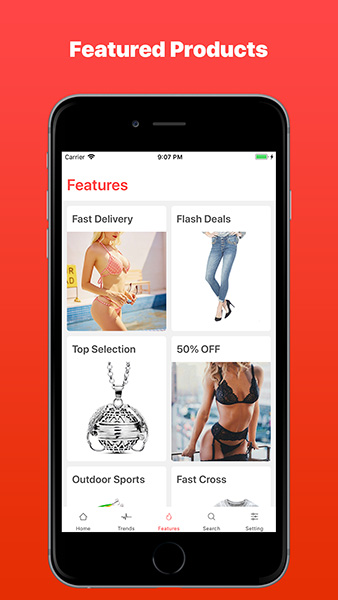 Featured Products
Carrier 9:07 PM
Features
Fast Delivery Flash Deals
Top Selection 50% OFF
Outdoor Sports Fast Cross
Home Trends Features Search Setting